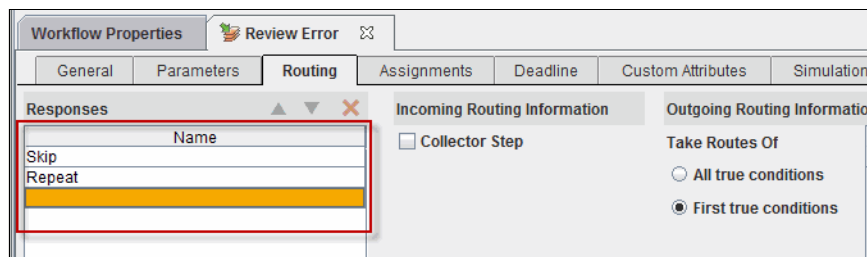 Workflow Properties Review Error
General Parameters Routing Assignments Deadline Custom Attributes Simulation
Responses Incoming Routing Information Outgoing Routing Informatio
Name Collector Step Take Routes Of
Skip
Repeat All true conditions
First true conditions